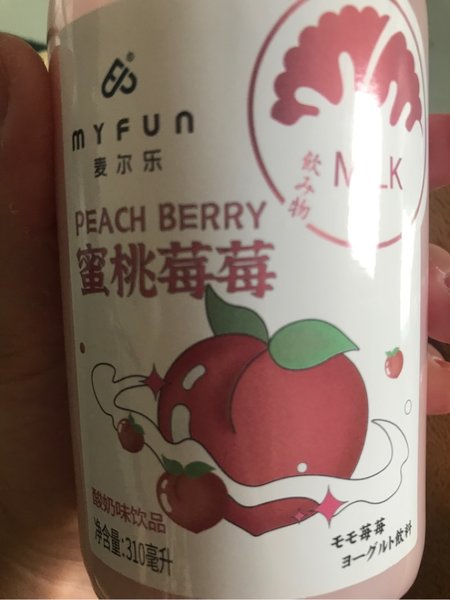 MYFUN
麦尔乐
飲み物
MILK
PEACH BERRY
蜜桃莓莓
酸奶味饮品
净含量:310毫升
モモ苺苺
ヨーグルト飲料